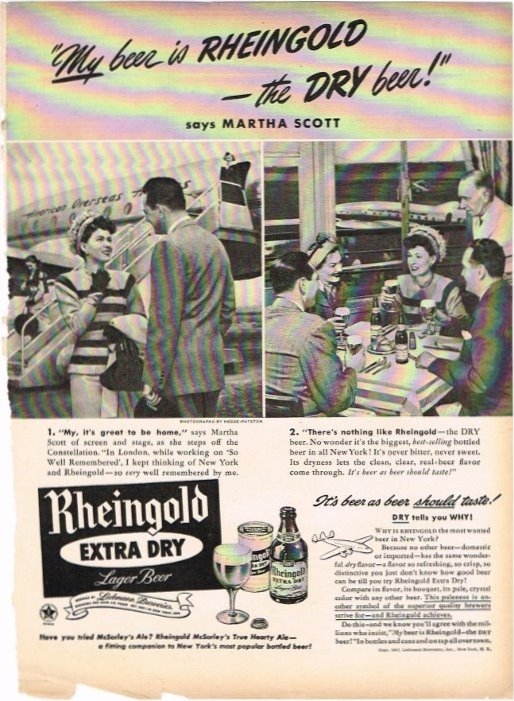 "My beer is RHEINGOLD
—the DRY beer!"
says MARTHA SCOTT
American Overseas
PHOTOGRAPHS BY HESSE-PATSTON
1. "My, it's great to be home," says Martha
Scott of screen and stage, as she steps off the
Constellation. "In London, while working on 'So
Well Remembered', I kept thinking of New York
and Rheingold—so very well remembered by me.
2. "There's nothing like Rheingold—the DRY
beer. No wonder it's the biggest, best-selling bottled
beer in all New York! It's never bitter, never sweet.
Its dryness lets the clean, clear, real-beer flavor
come through. It's beer as beer should taste!"
Rheingold
EXTRA DRY
Lager Beer
BREWED BY Liebmann Breweries,
Rheingold
EXTRA DRY
It's beer as beer should taste!
DRY tells you WHY!
WHY IS RHEINGOLD the most wanted
beer in New York?
Because no other beer—domestic
or imported—has the same wonder-
ful dry flavor—a flavor so refreshing, so crisp, so
distinctive you just don't know how good beer
can be till you try Rheingold Extra Dry!
Compare its flavor, its bouquet, its pale, crystal
color with any other beer. This paleness is an-
other symbol of the superior quality brewers
strive for—and Rheingold achieves.
Do this—and we know you'll agree with the mil-
lions who insist, "My beer is Rheingold—the DRY
beer!" In bottles and cans and on tap all over town.
Copr. 1947, Liebmann Breweries, Inc., New York, N. Y.
Have you tried McSorley's Ale? Rheingold McSorley's True Hearty Ale—
a fitting companion to New York's most popular bottled beer!